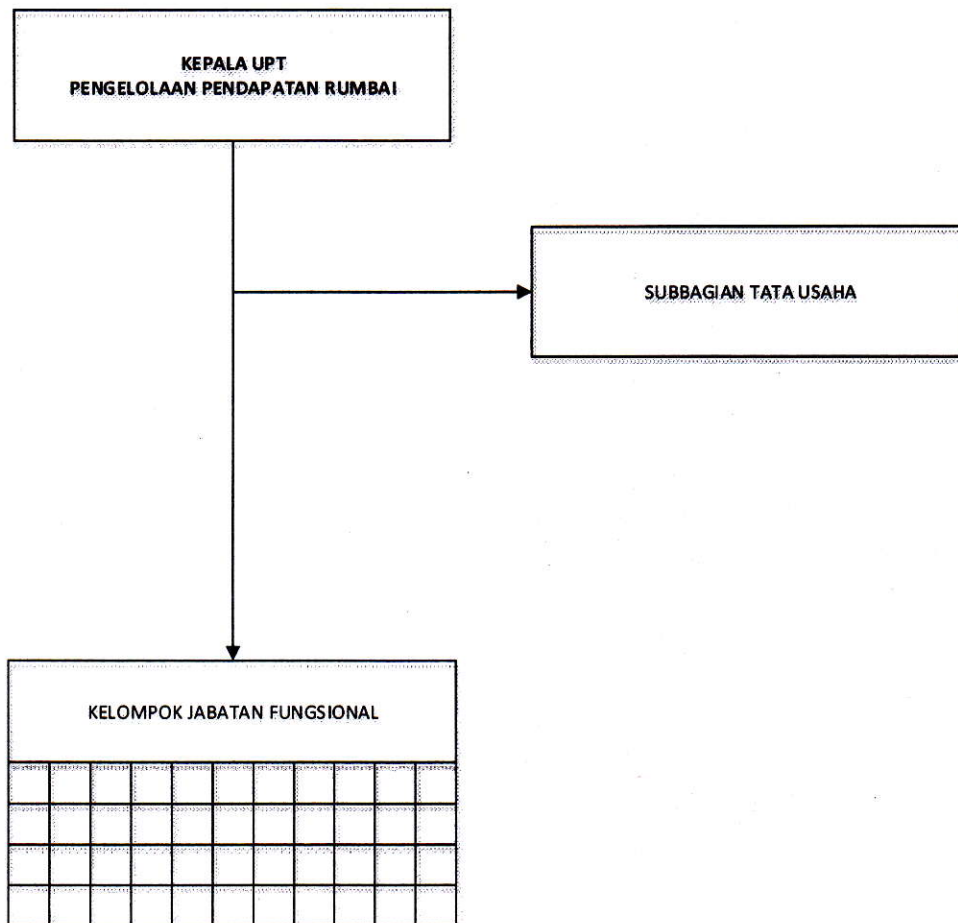 KEPALA UPT
PENGELOLAAN PENDAPATAN RUMBAI
SUBBAGIAN TATA USAHA
KELOMPOK JABATAN FUNGSIONAL